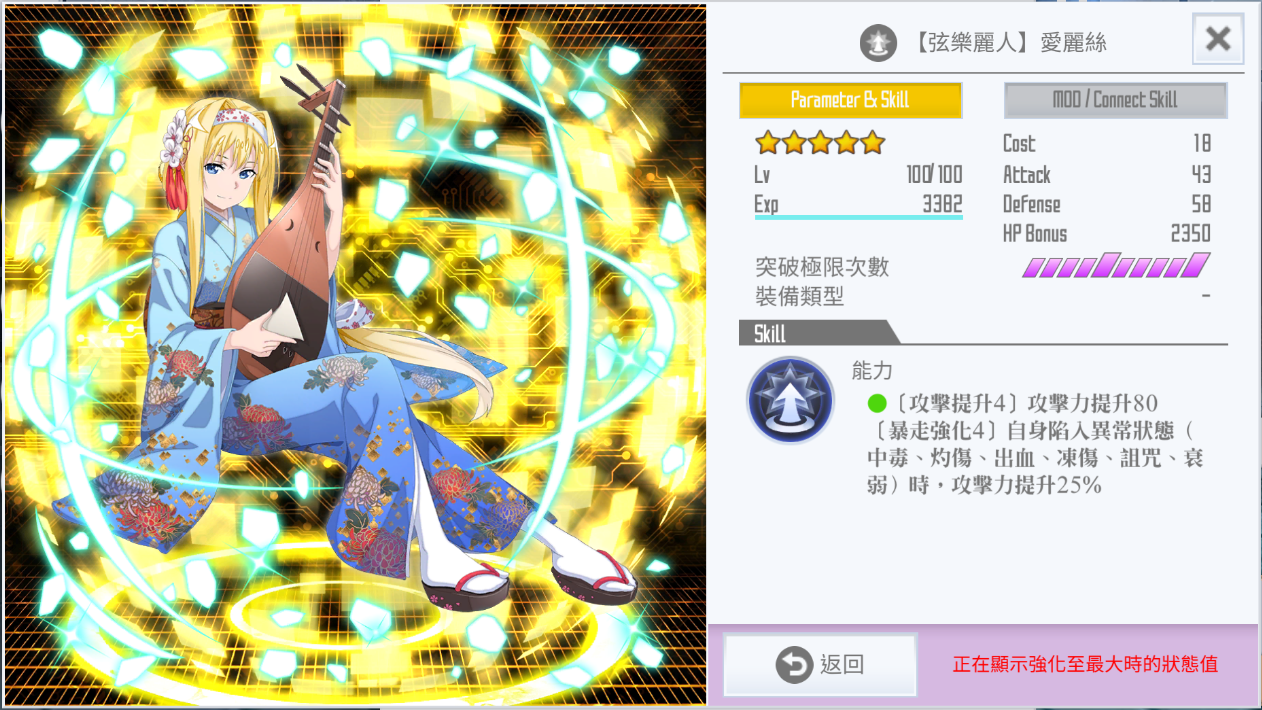 【弦樂麗人】愛麗絲
Parameter & Skill
MOD / Connect Skill
Lv 100/100
Exp 3382
Cost 18
Attack 43
Defense 58
HP Bonus 2350
突破極限次數
裝備類型 -
Skill
能力
〔攻擊提升4〕攻擊力提升80
〔暴走強化4〕自身陷入異常狀態（
中毒、灼傷、出血、凍傷、詛咒、衰
弱）時，攻擊力提升25%
返回
正在顯示強化至最大時的狀態值